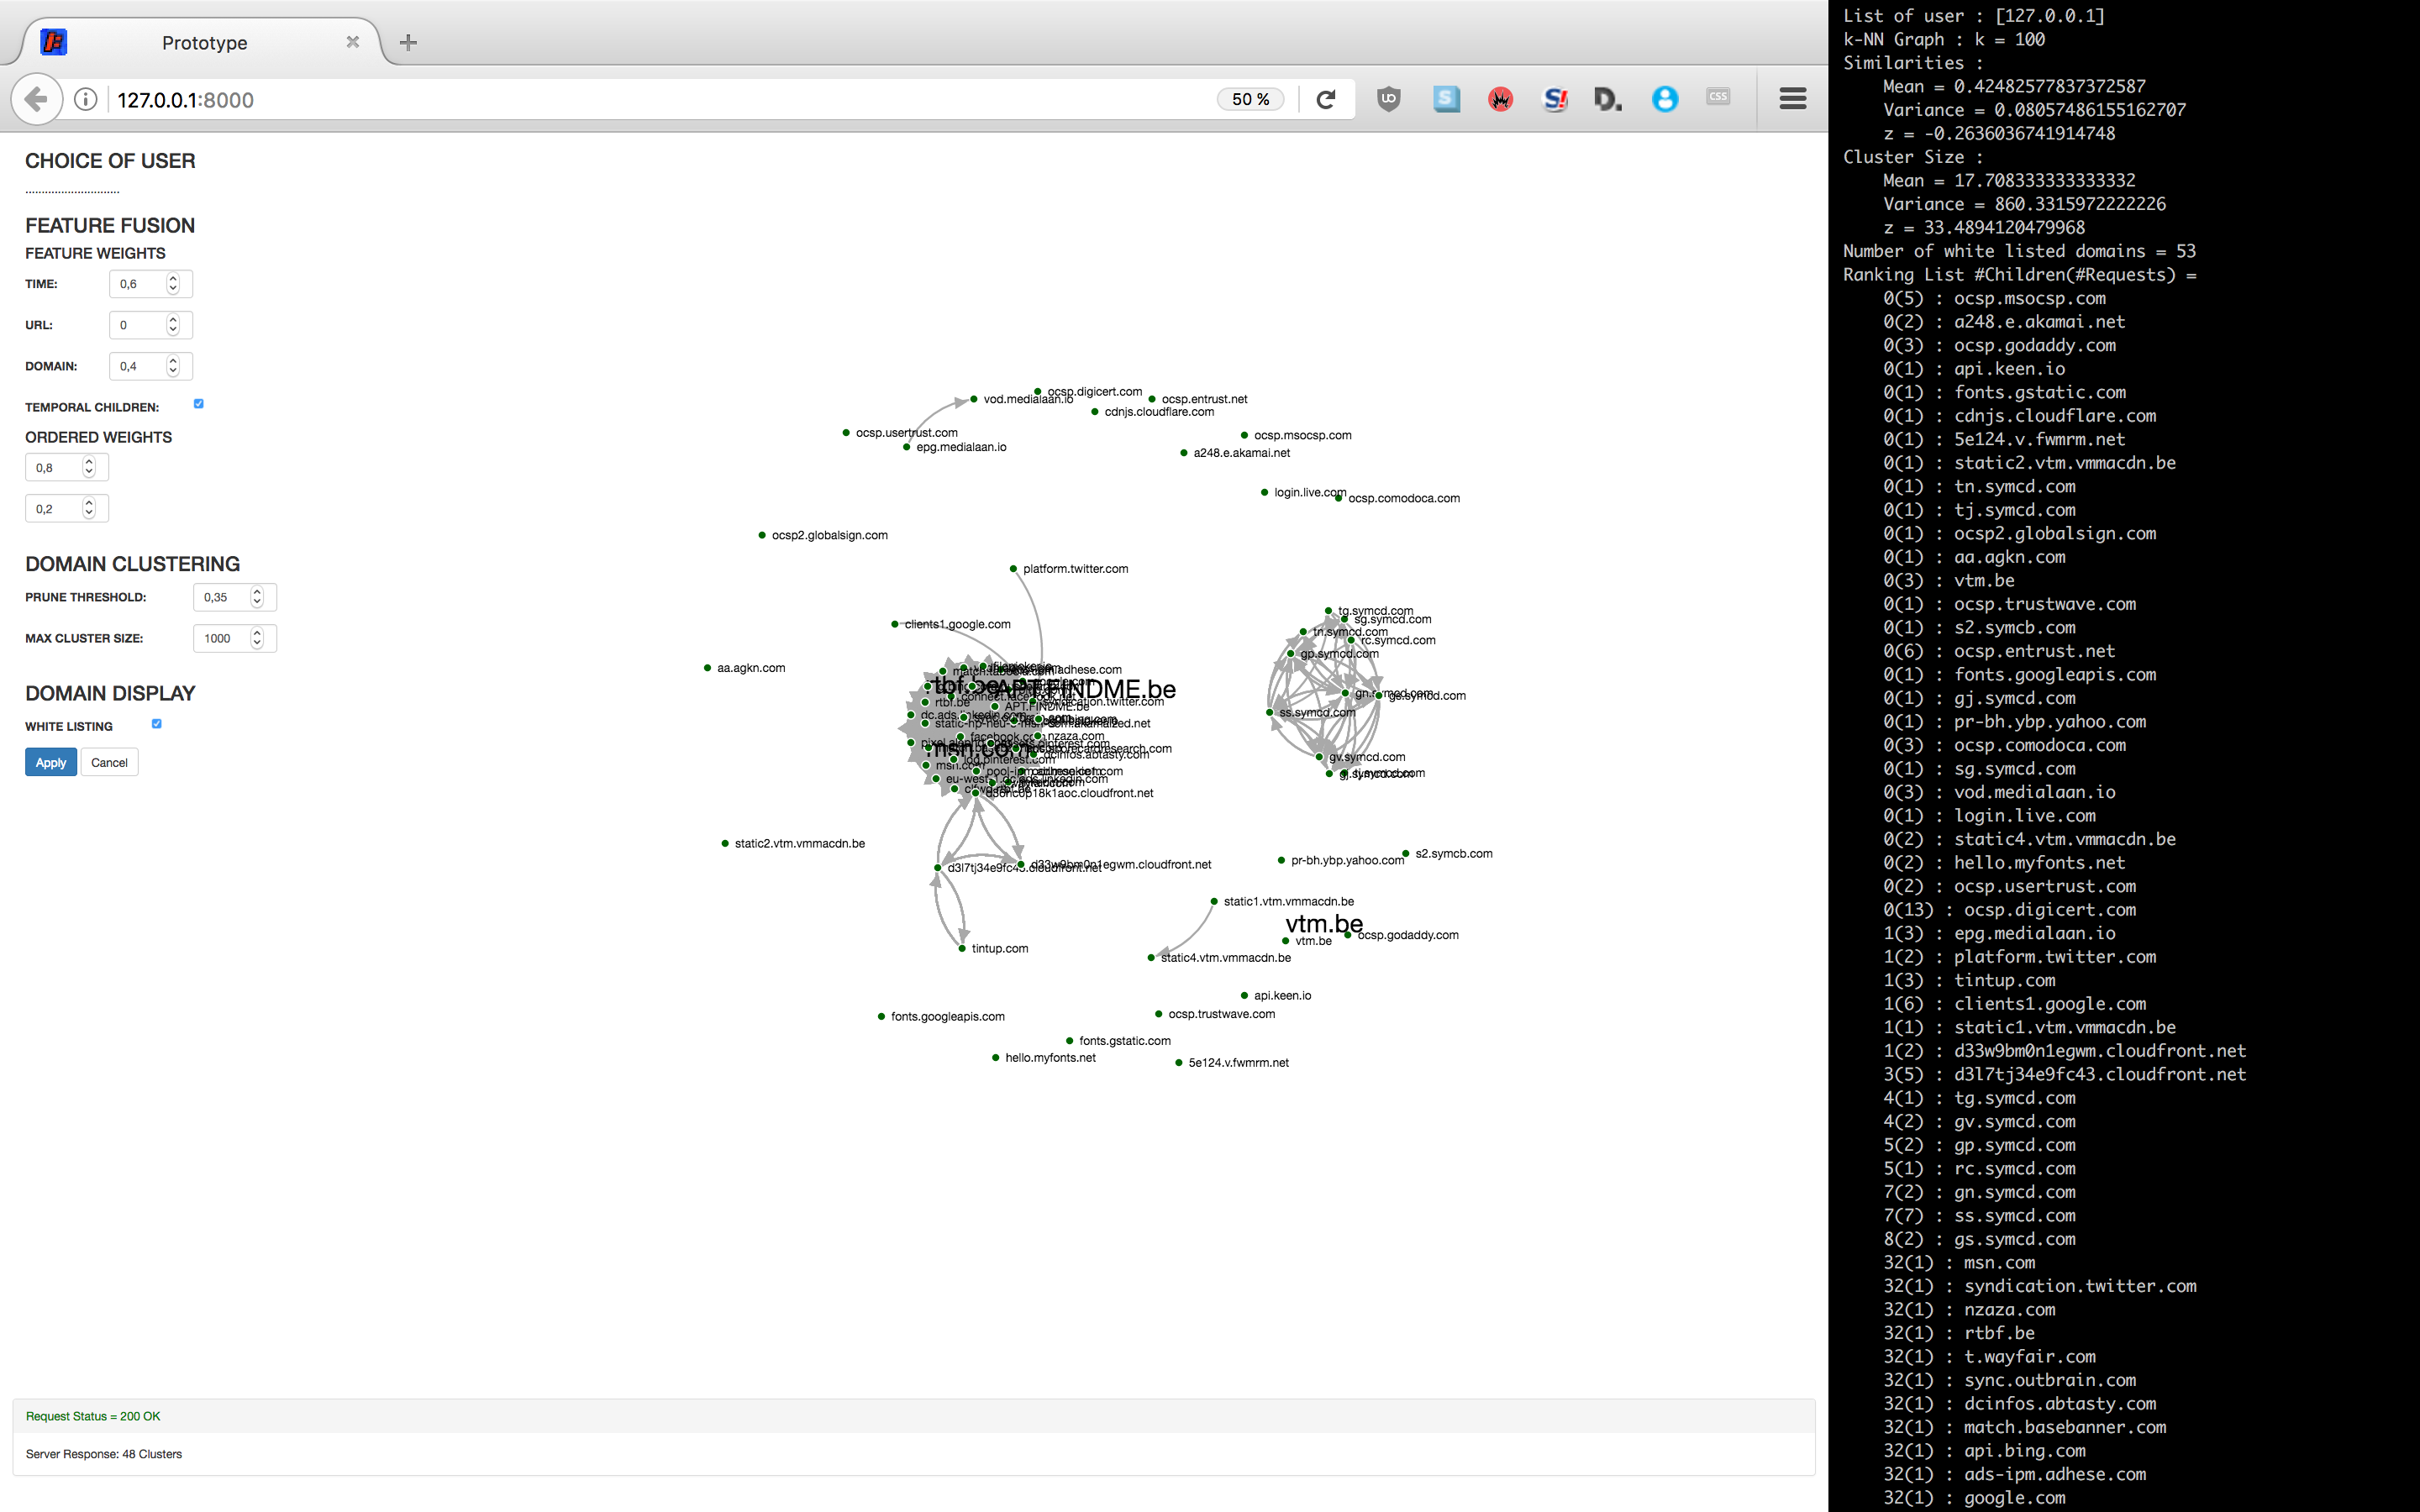 Prototype
127.0.0.1:8000
50 %
CSS
CHOICE OF USER
FEATURE FUSION
FEATURE WEIGHTS
TIME: 0,6
URL: 0
DOMAIN: 0,4
TEMPORAL CHILDREN:
ORDERED WEIGHTS
0,8
0,2
DOMAIN CLUSTERING
PRUNE THRESHOLD: 0,35
MAX CLUSTER SIZE: 1000
DOMAIN DISPLAY
WHITE LISTING
Apply Cancel
ocsp.digicert.com
vod.medialaan.io
ocsp.entrust.net
cdnjs.cloudflare.com
ocsp.usertrust.com
epg.medialaan.io
ocsp.msocsp.com
a248.e.akamai.net
login.live.com
ocsp.comodoca.com
ocsp2.globalsign.com
platform.twitter.com
clients1.google.com
aa.agkn.com
tg.symcd.com
sg.symcd.com
tn.symcd.com
rc.symcd.com
gp.symcd.com
gs.symcd.com
ss.symcd.com
gv.symcd.com
APT.FINDME.be
rtbf.be
syndication.twitter.com
nzaza.com
dcinfos.abtasty.com
msn.com
d33w9bm0n1egwm.cloudfront.net
tintup.com
static2.vtm.vmmacdn.be
pr-bh.ybp.yahoo.com
s2.symcb.com
static1.vtm.vmmacdn.be
vtm.be
vtm.be
ocsp.godaddy.com
static4.vtm.vmmacdn.be
api.keen.io
ocsp.trustwave.com
fonts.googleapis.com
fonts.gstatic.com
hello.myfonts.net
5e124.v.fwmrm.net
Request Status = 200 OK
Server Response: 48 Clusters
List of user : [127.0.0.1]
k-NN Graph : k = 100
Similarities :
Mean = 0.42482577837372587
Variance = 0.08057486155162707
z = -0.2636036741914748
Cluster Size :
Mean = 17.708333333333332
Variance = 860.3315972222226
z = 33.4894120479968
Number of white listed domains = 53
Ranking List #Children(#Requests) =
0(5) : ocsp.msocsp.com
0(2) : a248.e.akamai.net
0(3) : ocsp.godaddy.com
0(1) : api.keen.io
0(1) : fonts.gstatic.com
0(1) : cdnjs.cloudflare.com
0(1) : 5e124.v.fwmrm.net
0(1) : static2.vtm.vmmacdn.be
0(1) : tn.symcd.com
0(1) : tj.symcd.com
0(1) : ocsp2.globalsign.com
0(1) : aa.agkn.com
0(3) : vtm.be
0(1) : ocsp.trustwave.com
0(1) : s2.symcb.com
0(6) : ocsp.entrust.net
0(1) : fonts.googleapis.com
0(1) : gj.symcd.com
0(1) : pr-bh.ybp.yahoo.com
0(3) : ocsp.comodoca.com
0(1) : sg.symcd.com
0(3) : vod.medialaan.io
0(1) : login.live.com
0(2) : static4.vtm.vmmacdn.be
0(2) : hello.myfonts.net
0(2) : ocsp.usertrust.com
0(13) : ocsp.digicert.com
1(3) : epg.medialaan.io
1(2) : platform.twitter.com
1(3) : tintup.com
1(6) : clients1.google.com
1(1) : static1.vtm.vmmacdn.be
1(2) : d33w9bm0n1egwm.cloudfront.net
3(5) : d3l7tj34e9fc43.cloudfront.net
4(1) : tg.symcd.com
4(2) : gv.symcd.com
5(2) : gp.symcd.com
5(1) : rc.symcd.com
7(2) : gn.symcd.com
7(7) : ss.symcd.com
8(2) : gs.symcd.com
32(1) : msn.com
32(1) : syndication.twitter.com
32(1) : nzaza.com
32(1) : rtbf.be
32(1) : t.wayfair.com
32(1) : sync.outbrain.com
32(1) : dcinfos.abtasty.com
32(1) : match.basebanner.com
32(1) : api.bing.com
32(1) : ads-ipm.adhese.com
32(1) : google.com